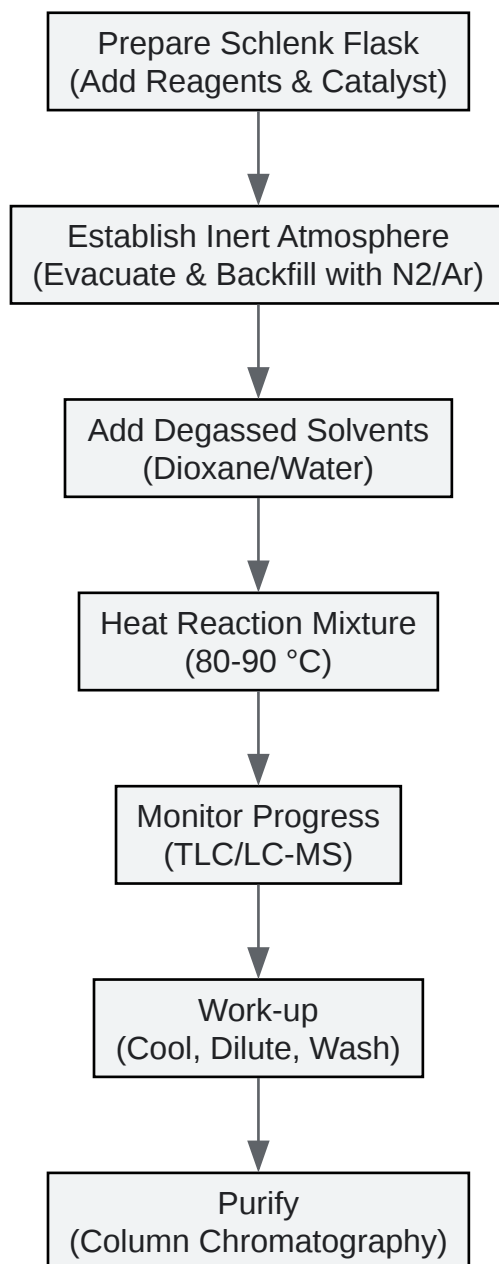 Prepare Schlenk Flask
(Add Reagents & Catalyst)
Establish Inert Atmosphere
(Evacuate & Backfill with N2/Ar)
Add Degassed Solvents
(Dioxane/Water)
Heat Reaction Mixture
(80-90 °C)
Monitor Progress
(TLC/LC-MS)
Work-up
(Cool, Dilute, Wash)
Purify
(Column Chromatography)